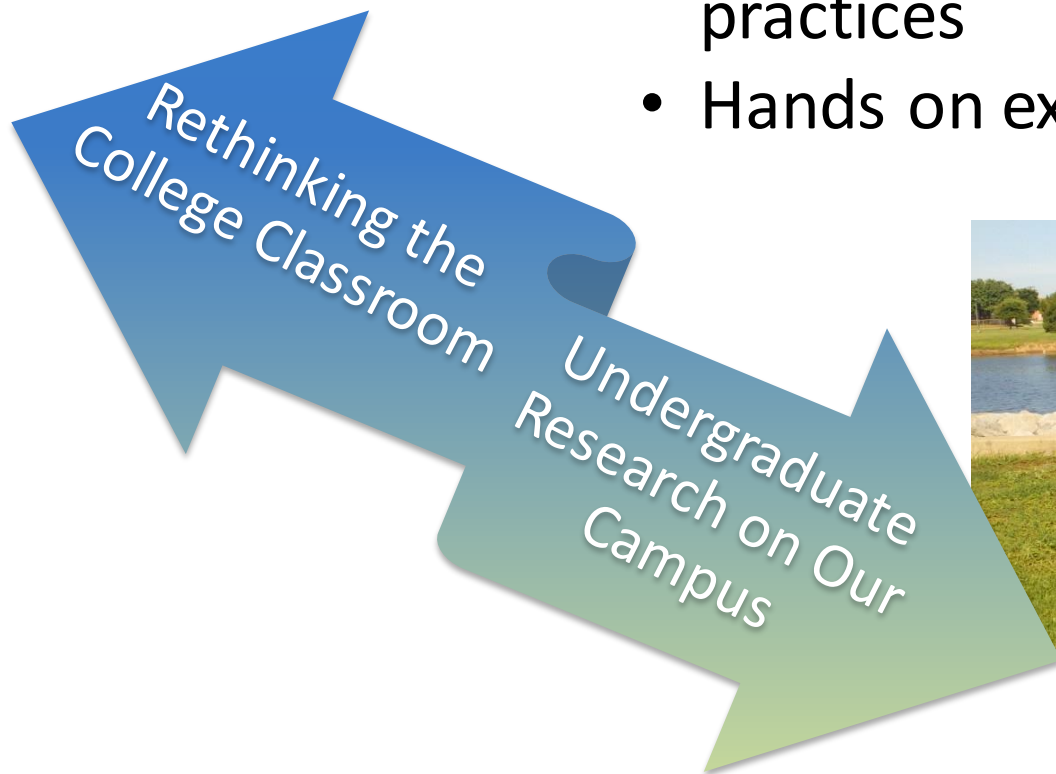 practices
• Hands on ex
Rethinking the
College Classroom
Undergraduate
Research on Our
Campus